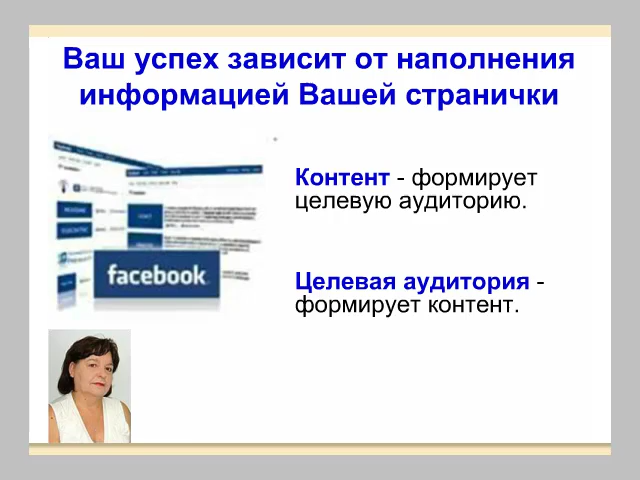 Ваш успех зависит от наполнения
информацией Вашей странички
Контент - формирует
целевую аудиторию.
facebook
Целевая аудитория -
формирует контент.